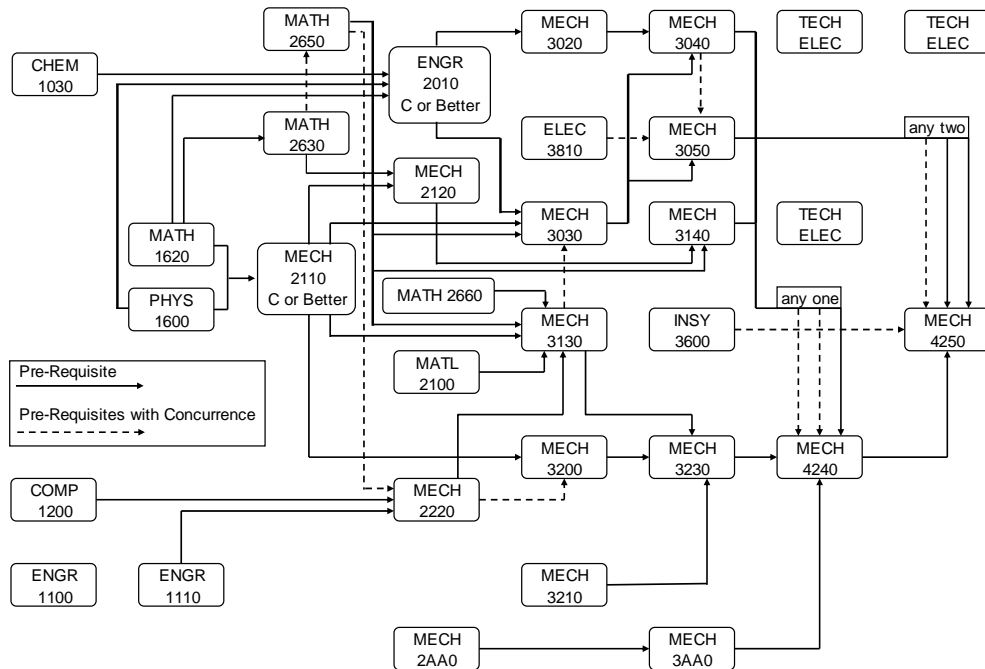 MATH
2650
MECH
3020
MECH
3040
TECH
ELEC
TECH
ELEC
CHEM
1030
ENGR
2010
C or Better
MATH
2630
ELEC
3810
MECH
3050
any two
MECH
2120
MATH
1620
MECH
3030
MECH
3140
TECH
ELEC
MECH
2110
C or Better
PHYS
1600
MATH 2660
any one
MECH
3130
INSY
3600
MECH
4250
MATL
2100
Pre-Requisite
Pre-Requisites with Concurrence
MECH
3200
MECH
3230
MECH
4240
COMP
1200
MECH
2220
ENGR
1100
ENGR
1110
MECH
3210
MECH
2AA0
MECH
3AA0